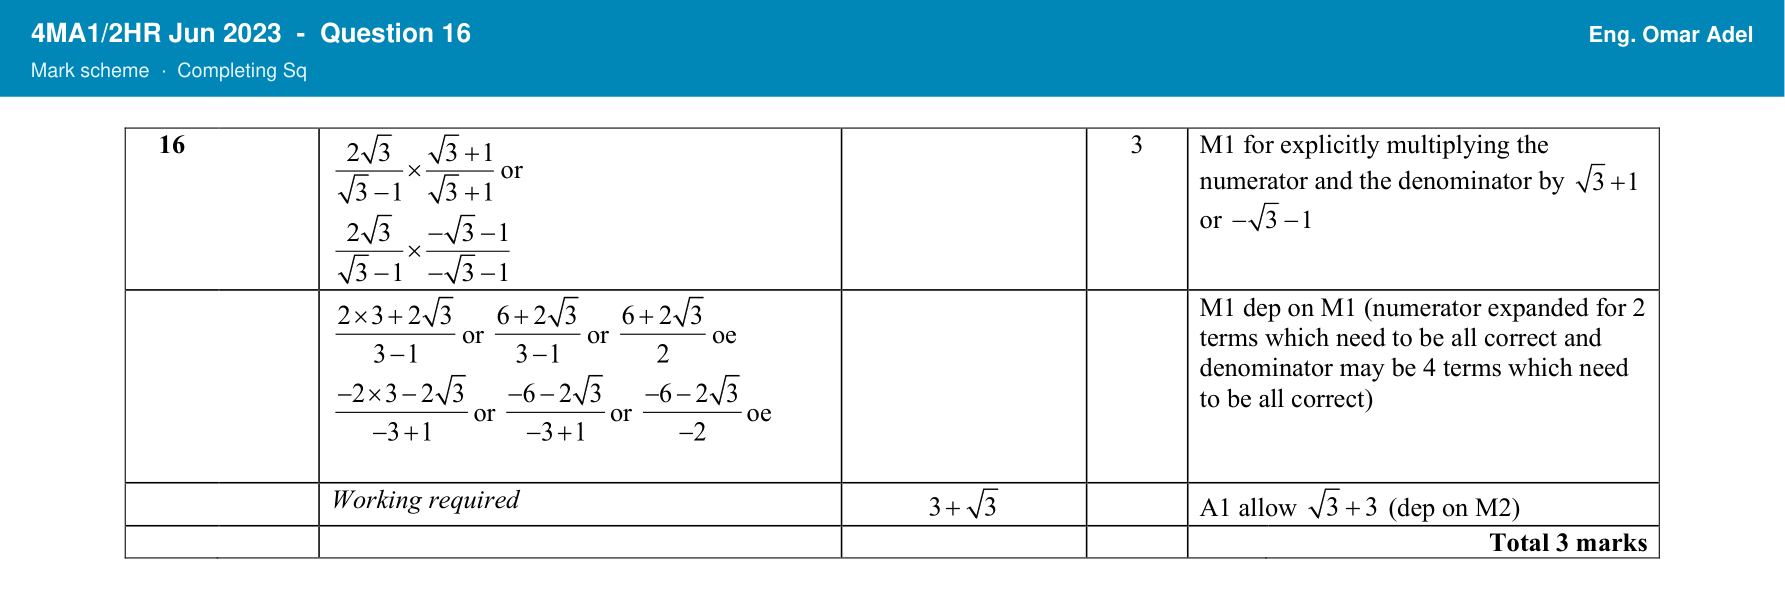 4MA1/2HR Jun 2023 - Question 16
Eng. Omar Adel
Mark scheme · Completing Sq
16
2√3/(√3−1) × (√3+1)/(√3+1) or
2√3/(√3−1) × (−√3−1)/(−√3−1)
3
M1 for explicitly multiplying the
numerator and the denominator by √3+1
or −√3−1
(2×3+2√3)/(3−1) or (6+2√3)/(3−1) or (6+2√3)/2 oe
(−2×3−2√3)/(−3+1) or (−6−2√3)/(−3+1) or (−6−2√3)/(−2) oe
M1 dep on M1 (numerator expanded for 2
terms which need to be all correct and
denominator may be 4 terms which need
to be all correct)
Working required
3+√3
A1 allow √3+3 (dep on M2)
Total 3 marks